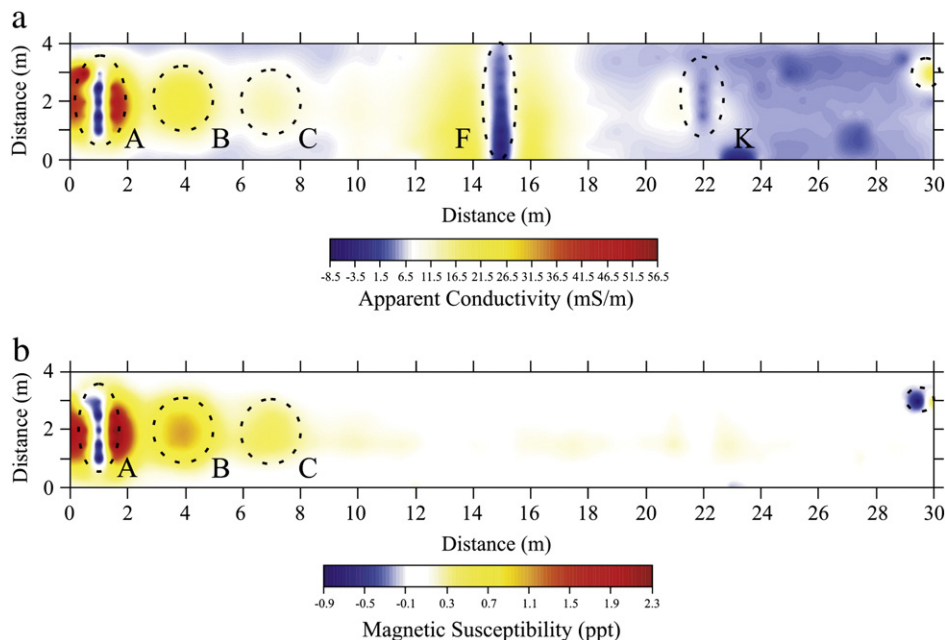 a
4
2
0
Distance (m)
A B C F K
0 2 4 6 8 10 12 14 16 18 20 22 24 26 28 30
Distance (m)
-8.5 -3.5 1.5 6.5 11.5 16.5 21.5 26.5 31.5 36.5 41.5 46.5 51.5 56.5
Apparent Conductivity (mS/m)
b
4
2
0
Distance (m)
A B C
0 2 4 6 8 10 12 14 16 18 20 22 24 26 28 30
Distance (m)
-0.9 -0.5 -0.1 0.3 0.7 1.1 1.5 1.9 2.3
Magnetic Susceptibility (ppt)